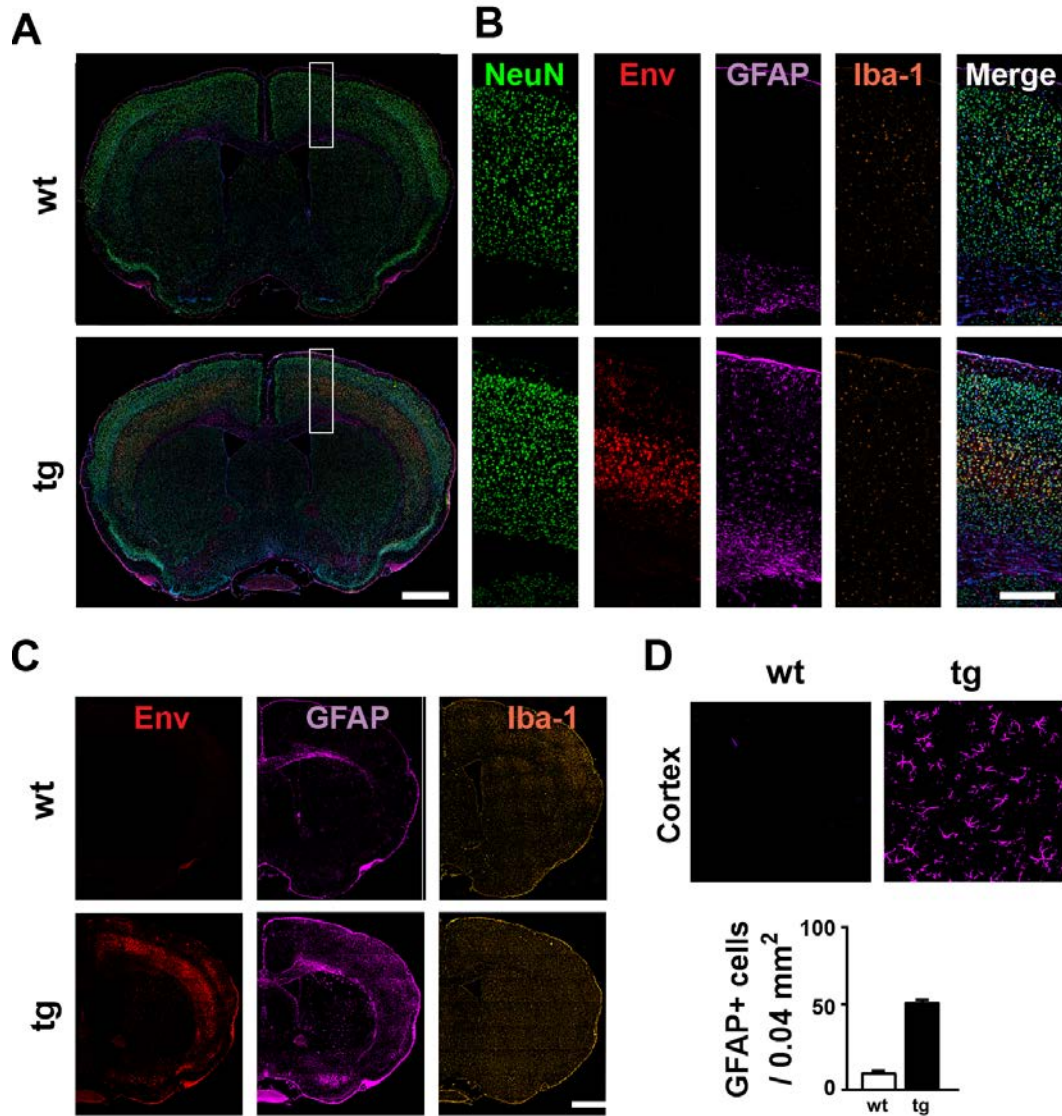 A
B
NeuN Env GFAP Iba-1 Merge
wt
tg
C
D
Env GFAP Iba-1
wt
tg
wt tg
Cortex
GFAP+ cells
/ 0.04 mm²
100
50
0
wt tg